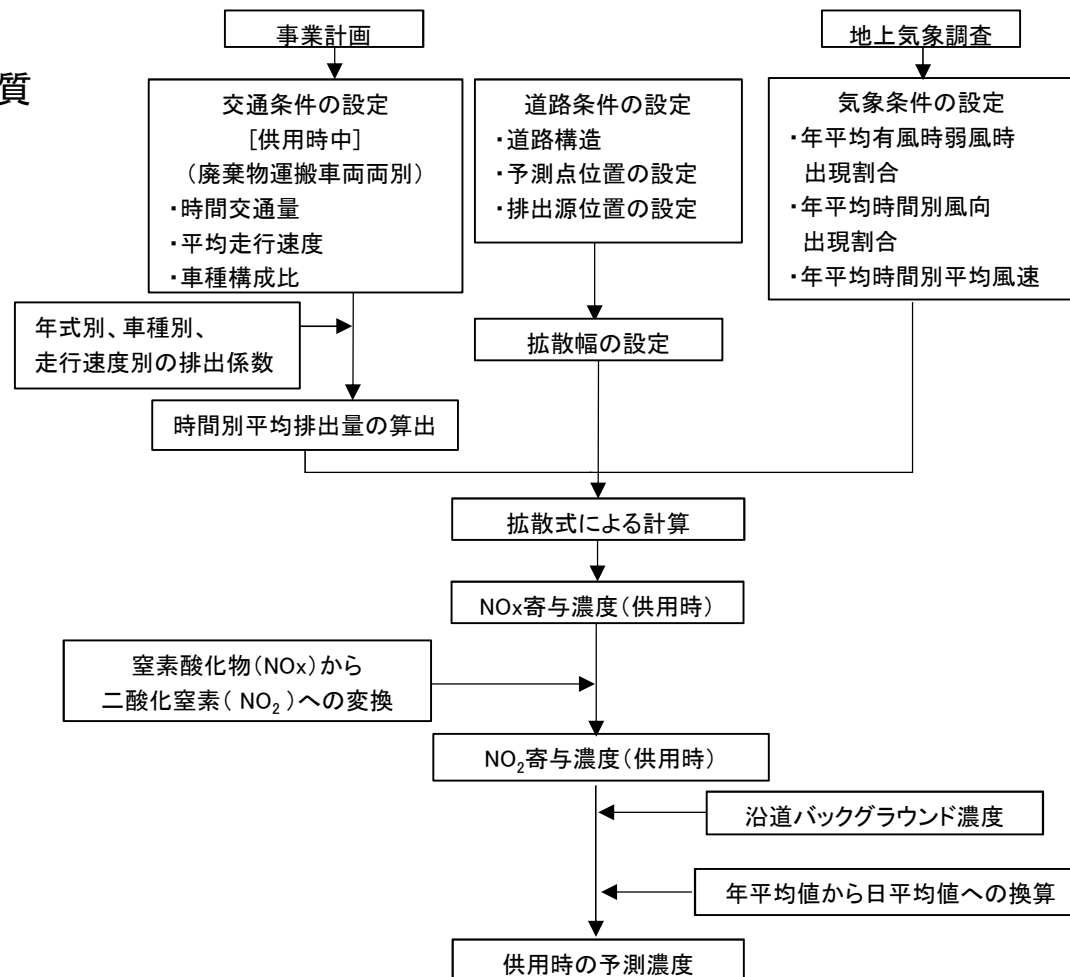 質
事業計画
地上気象調査
交通条件の設定
[供用時中]
(廃棄物運搬車両両別)
・時間交通量
・平均走行速度
・車種構成比
道路条件の設定
・道路構造
・予測点位置の設定
・排出源位置の設定
気象条件の設定
・年平均有風時弱風時
出現割合
・年平均時間別風向
出現割合
・年平均時間別平均風速
年式別、車種別、
走行速度別の排出係数
拡散幅の設定
時間別平均排出量の算出
拡散式による計算
NOx寄与濃度(供用時)
窒素酸化物(NOx)から
二酸化窒素( NO₂ )への変換
NO₂寄与濃度(供用時)
沿道バックグラウンド濃度
年平均値から日平均値への換算
供用時の予測濃度